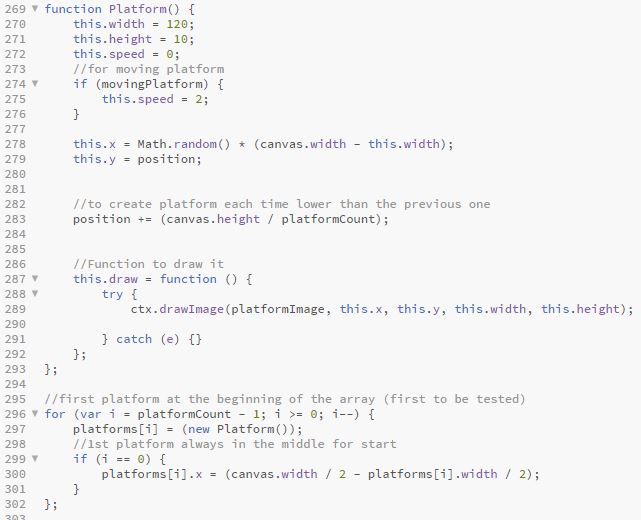 269 function Platform() {
270     this.width = 120;
271     this.height = 10;
272     this.speed = 0;
273     //for moving platform
274     if (movingPlatform) {
275         this.speed = 2;
276     }
277
278     this.x = Math.random() * (canvas.width - this.width);
279     this.y = position;
280
281
282     //to create platform each time lower than the previous one
283     position += (canvas.height / platformCount);
284
285
286     //Function to draw it
287     this.draw = function () {
288         try {
289             ctx.drawImage(platformImage, this.x, this.y, this.width, this.height);
290
291         } catch (e) {}
292     };
293 };
294
295 //first platform at the beginning of the array (first to be tested)
296 for (var i = platformCount - 1; i >= 0; i--) {
297     platforms[i] = (new Platform());
298     //1st platform always in the middle for start
299     if (i == 0) {
300         platforms[i].x = (canvas.width / 2 - platforms[i].width / 2);
301     }
302 };
303